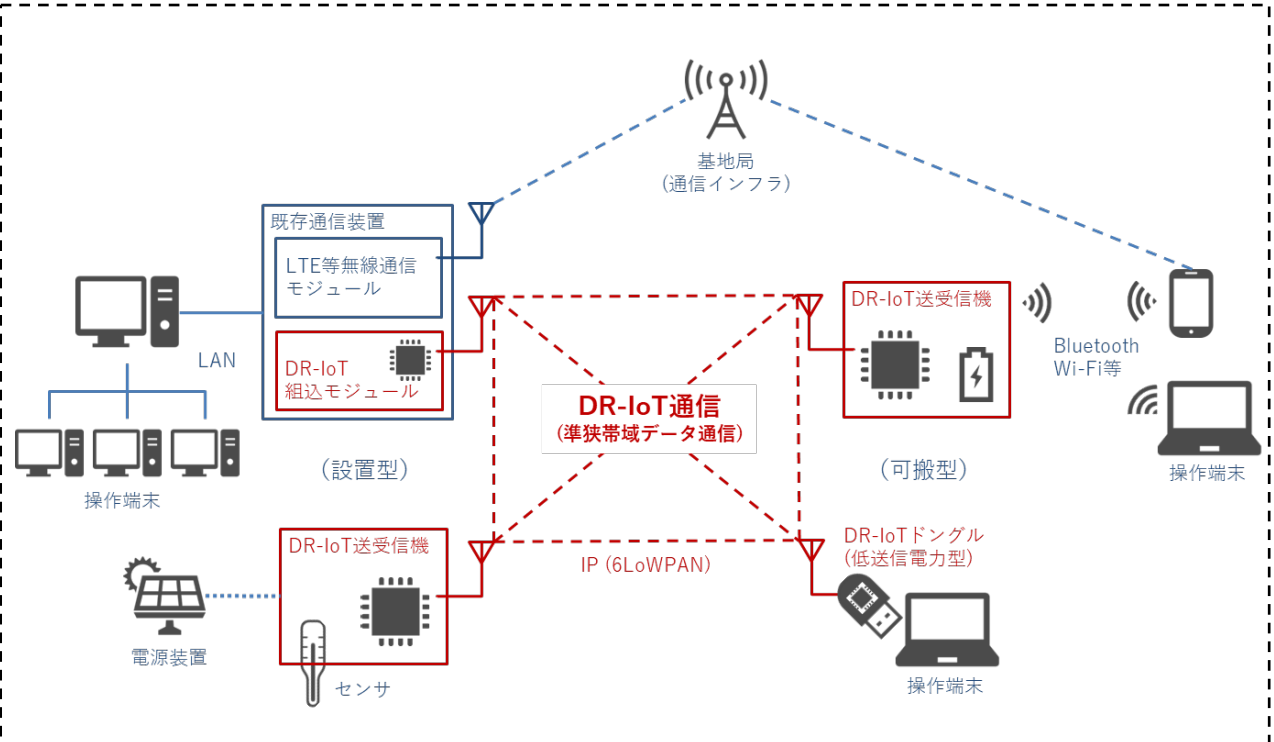 基地局
(通信インフラ)
既存通信装置
LTE等無線通信
モジュール
DR-IoT
組込モジュール
LAN
操作端末
(設置型)
DR-IoT送受信機
Bluetooth
Wi-Fi等
DR-IoT通信
(準狭帯域データ通信)
(可搬型)
操作端末
DR-IoT送受信機
IP (6LoWPAN)
DR-IoTドングル
(低送信電力型)
電源装置
センサ
操作端末